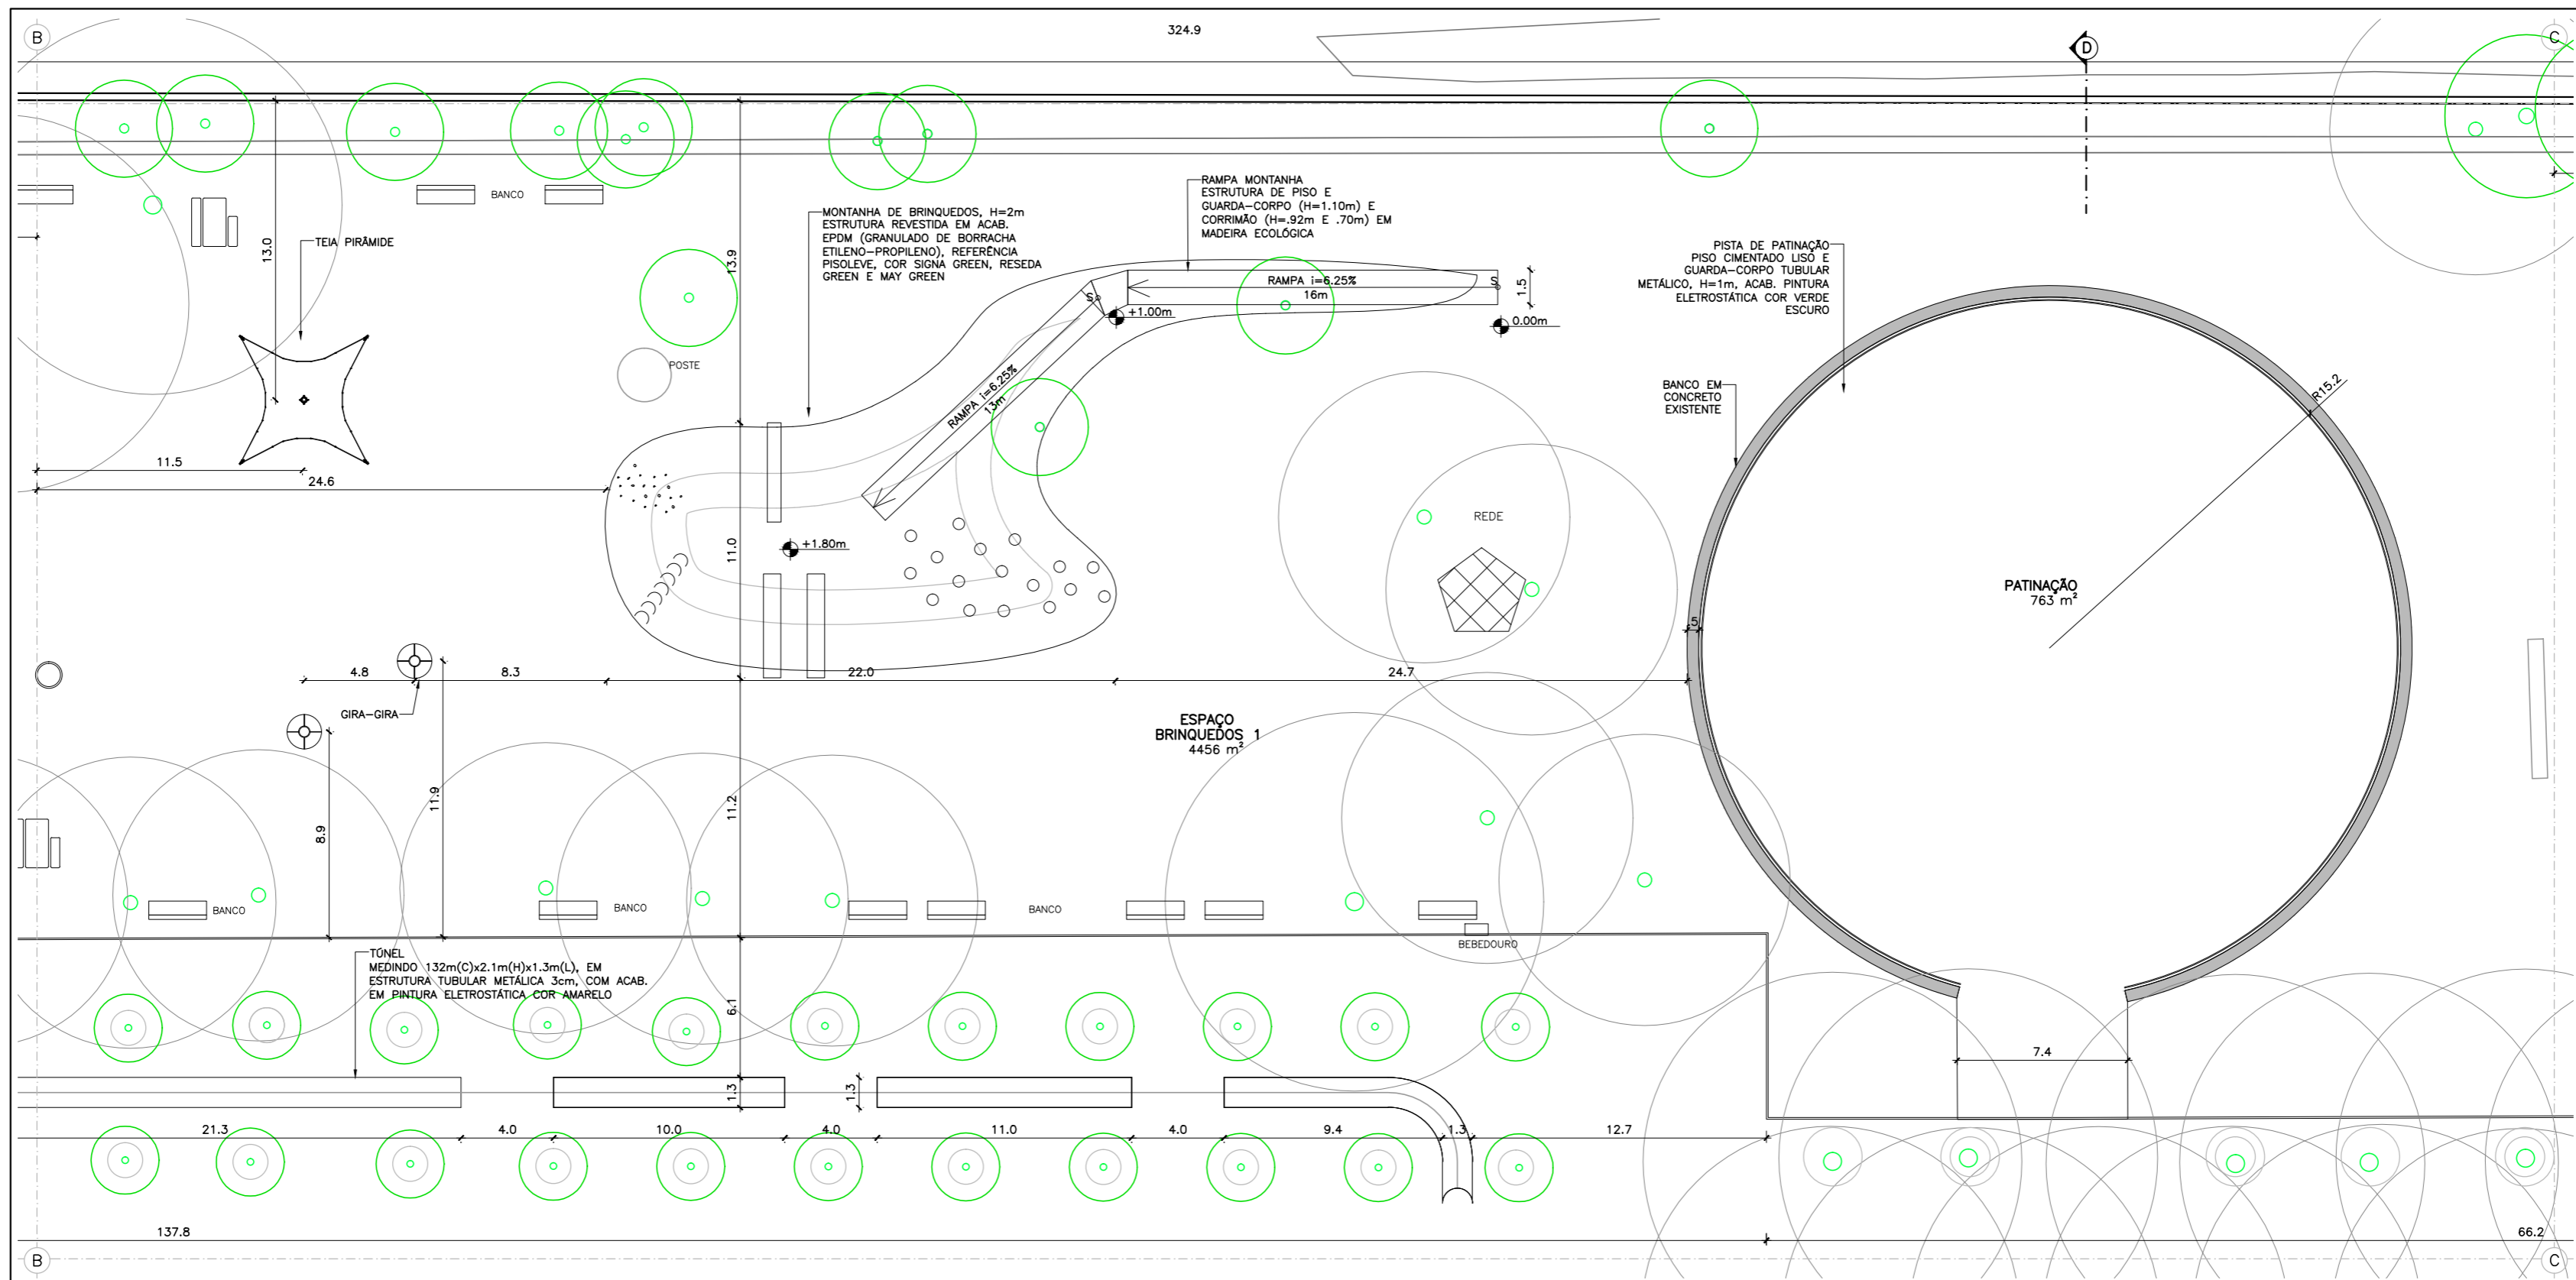 B
324.9
D
C
BANCO
13.0
TEIA PIRÂMIDE
13.9
MONTANHA DE BRINQUEDOS, H=2m
ESTRUTURA REVESTIDA EM ACAB.
EPDM (GRANULADO DE BORRACHA
ETILENO-PROPILENO), REFERÊNCIA
PISOLEVE, COR SIGNA GREEN, RESEDA
GREEN E MAY GREEN
RAMPA MONTANHA
ESTRUTURA DE PISO E
GUARDA-CORPO (H=1.10m) E
CORRIMÃO (H=.92m E .70m) EM
MADEIRA ECOLÓGICA
PISTA DE PATINAÇÃO
PISO CIMENTADO LISO E
GUARDA-CORPO TUBULAR
METÁLICO, H=1m, ACAB. PINTURA
ELETROSTÁTICA COR VERDE
ESCURO
RAMPA i=6.25%
16m
S
1.5
S
+1.00m
0.00m
POSTE
RAMPA i=6.25%
13m
BANCO EM
CONCRETO
EXISTENTE
R15.2
11.5
24.6
REDE
11.0
+1.80m
PATINAÇÃO
763 m²
.5
4.8
8.3
22.0
24.7
GIRA-GIRA
ESPAÇO
BRINQUEDOS 1
4456 m²
11.9
8.9
11.2
BANCO
BANCO
BANCO
BEBEDOURO
TÚNEL
MEDINDO 132m(C)x2.1m(H)x1.3m(L), EM
ESTRUTURA TUBULAR METÁLICA 3cm, COM ACAB.
EM PINTURA ELETROSTÁTICA COR AMARELO
6.1
7.4
1.3
1.3
21.3
4.0
10.0
4.0
11.0
4.0
9.4
1.3
12.7
137.8
66.2
B
C